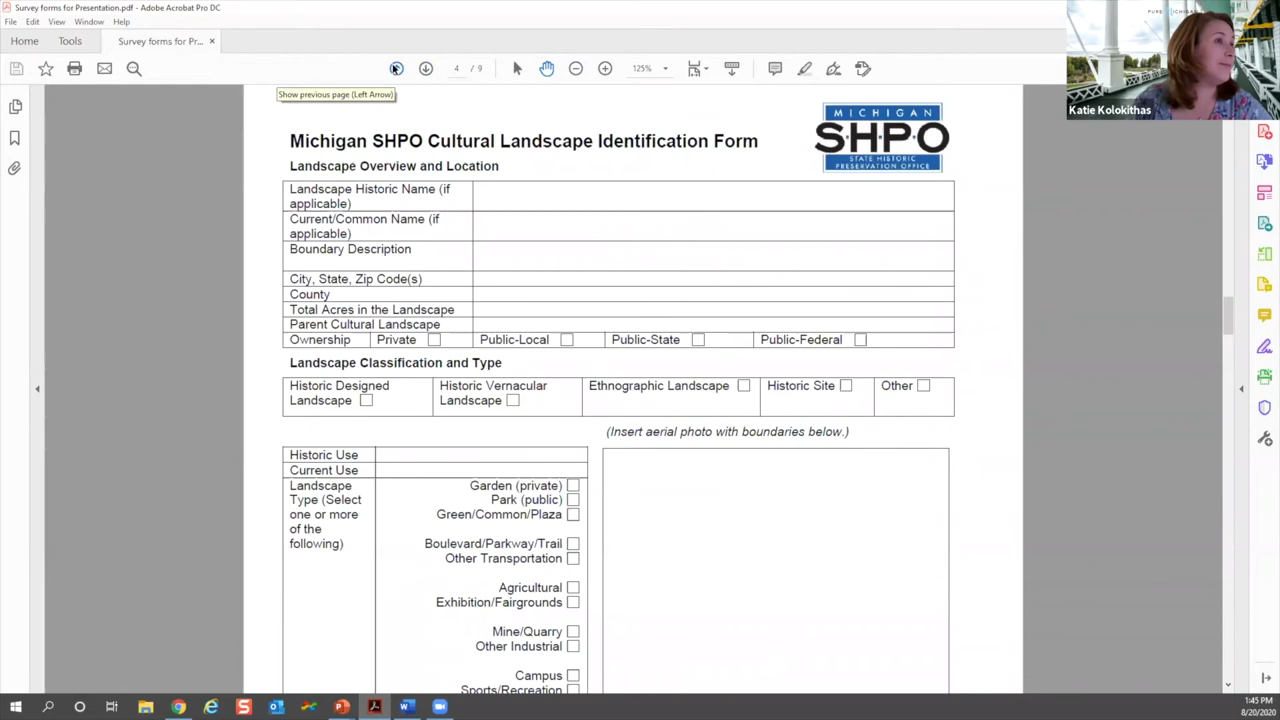 Survey forms for Presentation.pdf - Adobe Acrobat Pro DC
File Edit View Window Help
Home Tools Survey forms for Pr... ×
4 / 9 125%
Show previous page (Left Arrow)
PURE MICHIGAN
Katie Kolokithas
MICHIGAN
SHPO
STATE HISTORIC
PRESERVATION OFFICE
Michigan SHPO Cultural Landscape Identification Form
Landscape Overview and Location
Landscape Historic Name (if
applicable)
Current/Common Name (if
applicable)
Boundary Description
City, State, Zip Code(s)
County
Total Acres in the Landscape
Parent Cultural Landscape
Ownership Private Public-Local Public-State Public-Federal
Landscape Classification and Type
Historic Designed
Landscape
Historic Vernacular
Landscape
Ethnographic Landscape
Historic Site
Other
(Insert aerial photo with boundaries below.)
Historic Use
Current Use
Landscape
Type (Select
one or more
of the
following)
Garden (private)
Park (public)
Green/Common/Plaza
Boulevard/Parkway/Trail
Other Transportation
Agricultural
Exhibition/Fairgrounds
Mine/Quarry
Other Industrial
Campus
Sports/Recreation
1:45 PM
8/20/2020